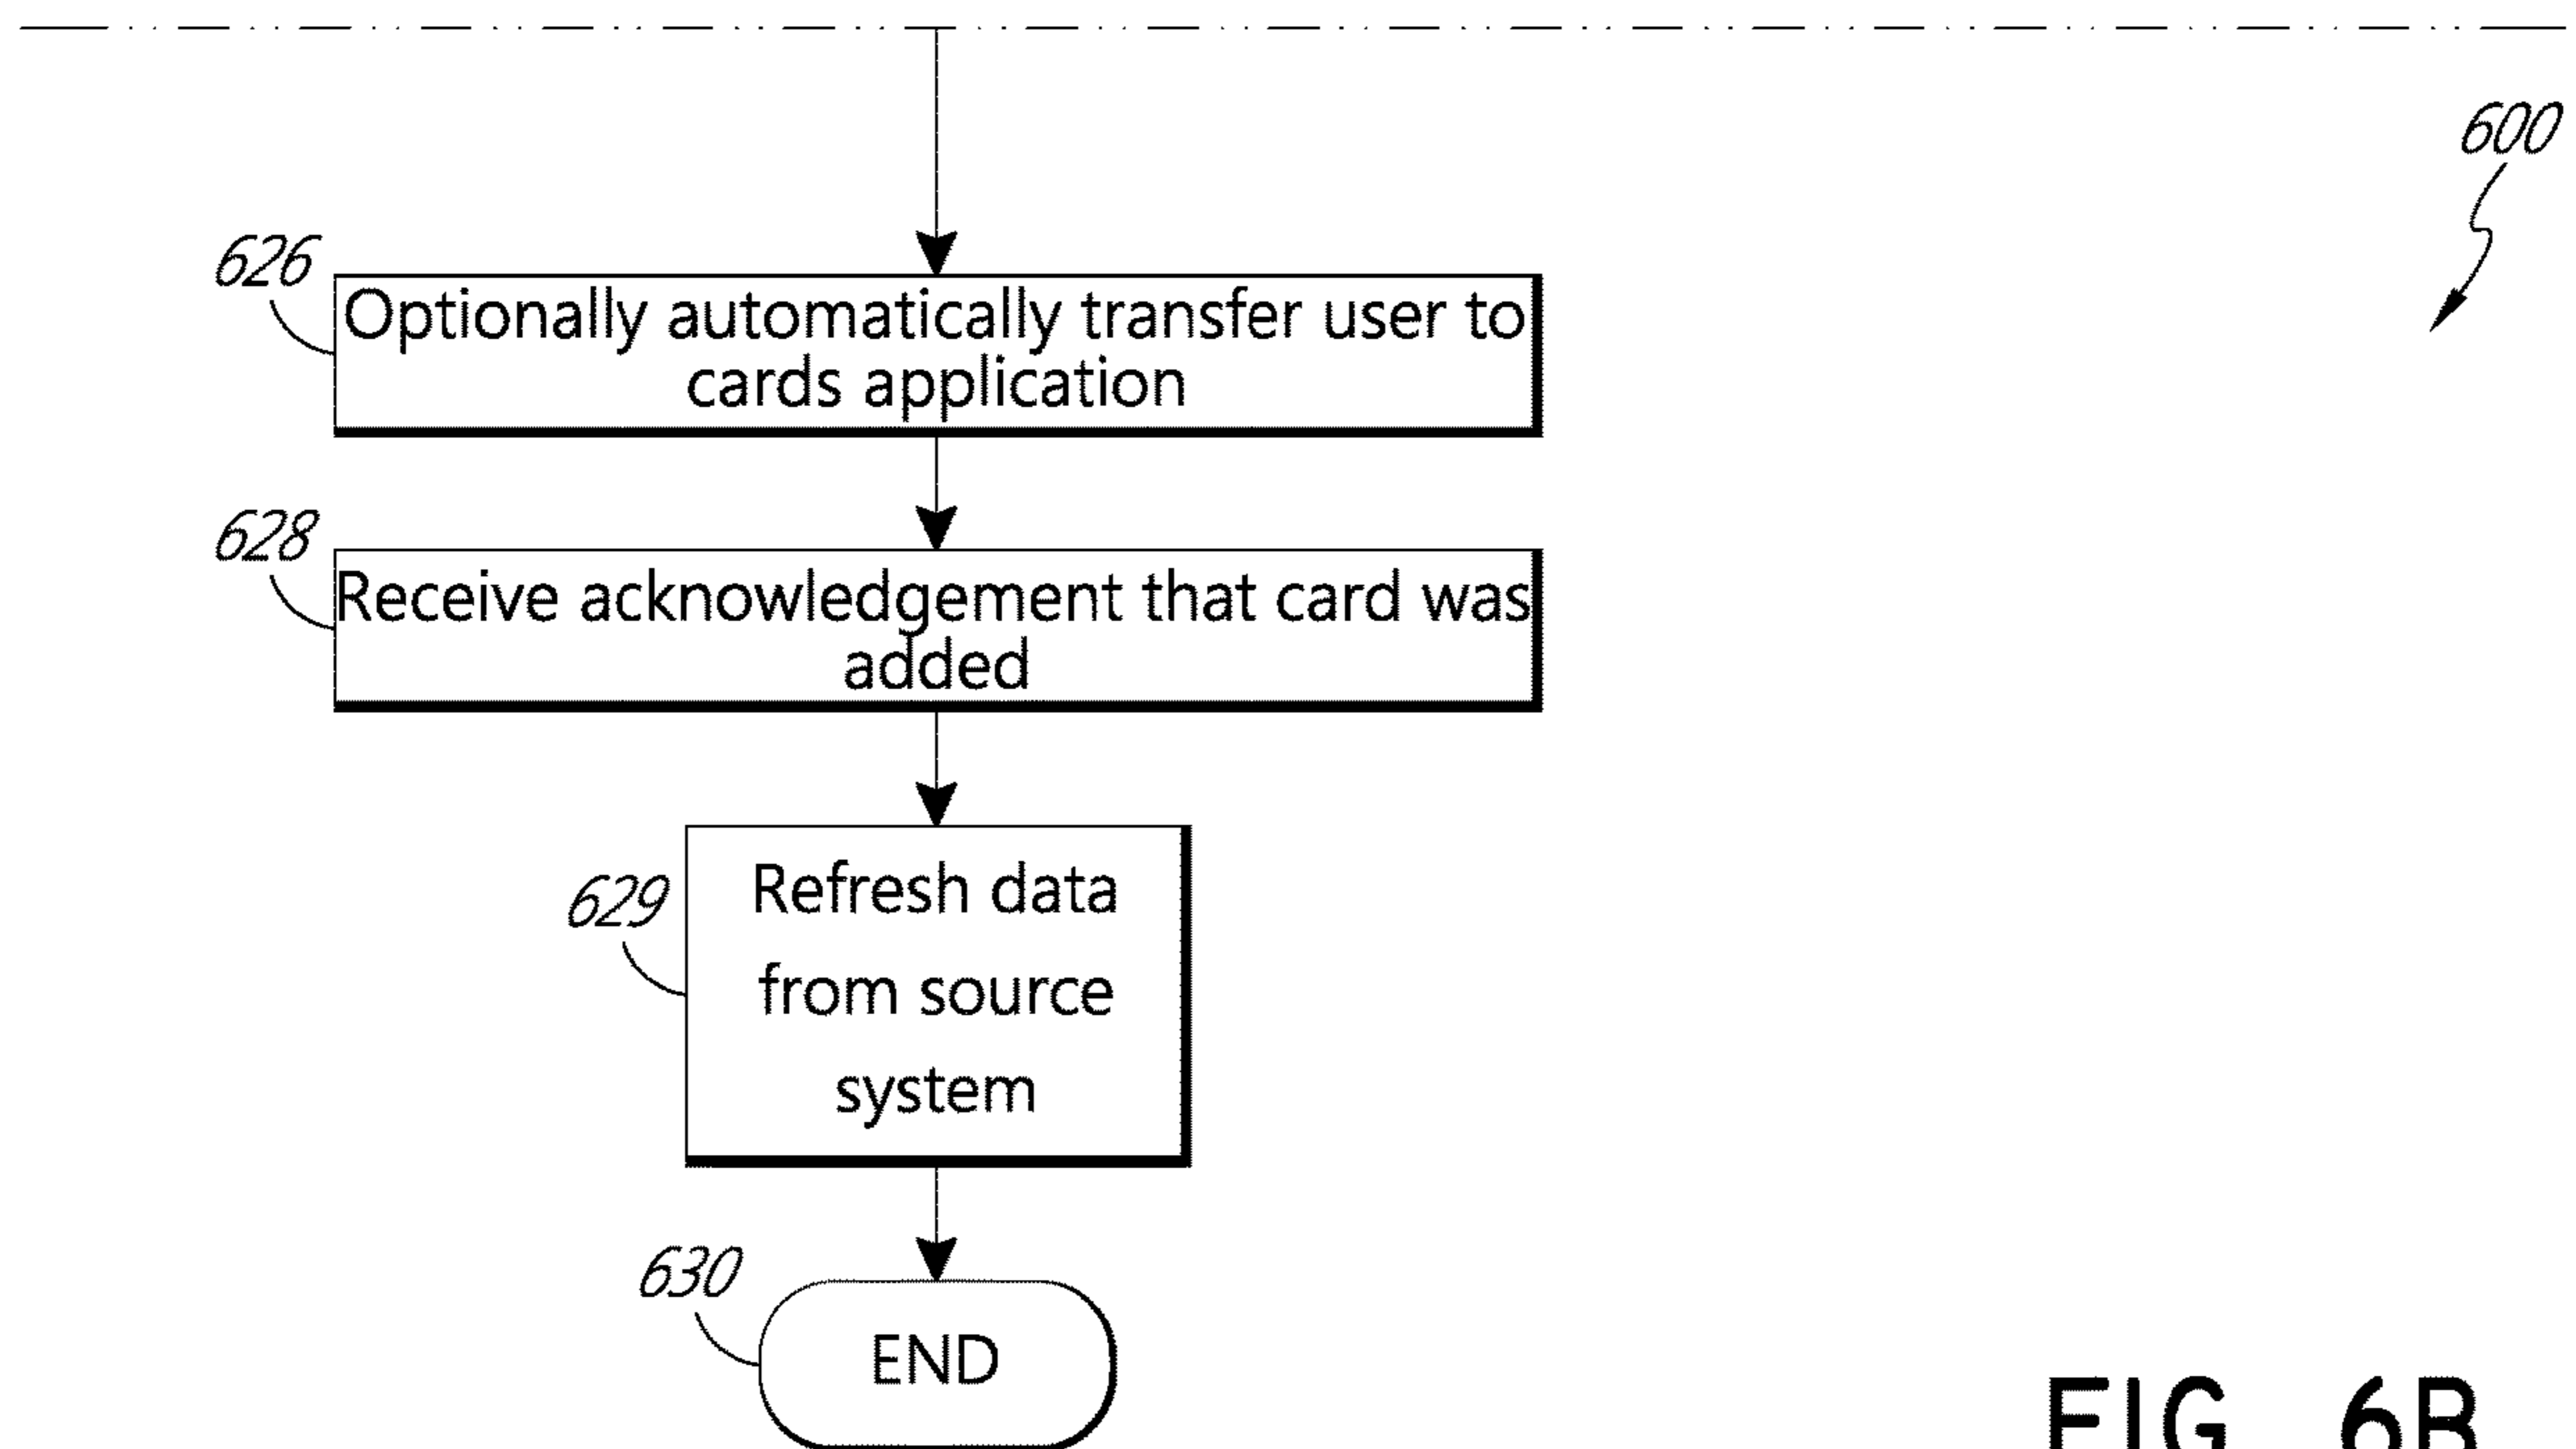 600
626
Optionally automatically transfer user to
cards application
628
Receive acknowledgement that card was
added
629
Refresh data
from source
system
630
END
FIG. 6B